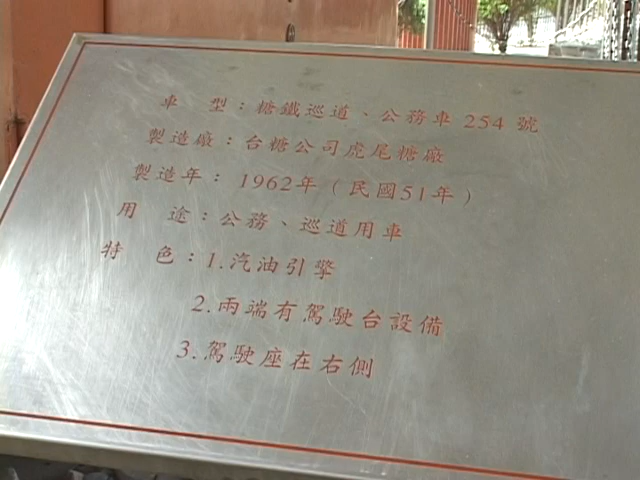 車　型：糖鐵巡道、公務車 254 號
製造廠：台糖公司虎尾糖廠
製造年： 1962年（民國51年）
用　途：公務、巡道用車
特　色：1.汽油引擎
2.兩端有駕駛台設備
3.駕駛座在右側